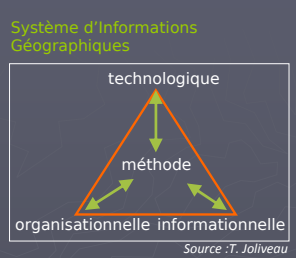 Système d’Informations
Géographiques
technologique
méthode
organisationnelle informationnelle
Source :T. Joliveau